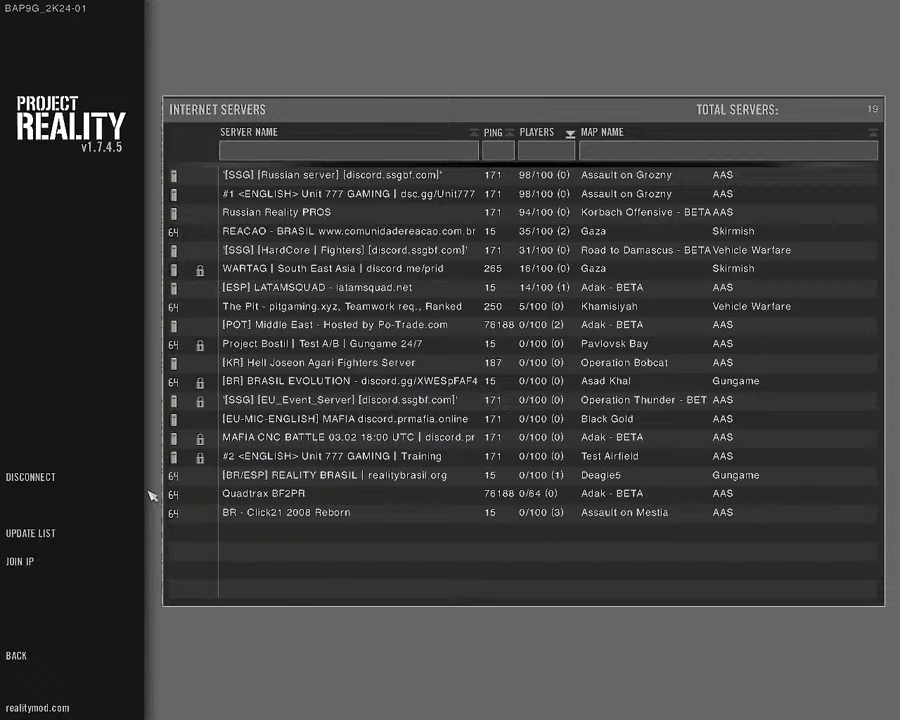 BAP9G_2K24-01
PROJECT
REALITY
v1.7.4.5
INTERNET SERVERS TOTAL SERVERS: 19
SERVER NAME PING PLAYERS MAP NAME
'[SSG] [Russian server] [discord.ssgbf.com]' 171 98/100 (0) Assault on Grozny AAS
#1 <ENGLISH> Unit 777 GAMING | dsc.gg/Unit777 171 98/100 (0) Assault on Grozny AAS
Russian Reality PROS 171 94/100 (0) Korbach Offensive - BETA AAS
64 REACAO - BRASIL www.comunidadereacao.com.br 15 35/100 (2) Gaza Skirmish
'[SSG] [HardCore | Fighters] [discord.ssgbf.com]' 171 31/100 (0) Road to Damascus - BETA Vehicle Warfare
WARTAG | South East Asia | discord.me/prid 265 16/100 (0) Gaza Skirmish
[ESP] LATAMSQUAD - latamsquad.net 15 14/100 (1) Adak - BETA AAS
64 The Pit - pitgaming.xyz, Teamwork req., Ranked 250 5/100 (0) Khamisiyah Vehicle Warfare
[POT] Middle East - Hosted by Po-Trade.com 76188 0/100 (2) Adak - BETA AAS
64 Project Bostil | Test A/B | Gungame 24/7 15 0/100 (0) Pavlovsk Bay AAS
[KR] Hell Joseon Agari Fighters Server 187 0/100 (0) Operation Bobcat AAS
64 [BR] BRASIL EVOLUTION - discord.gg/XWESpFAF4 15 0/100 (0) Asad Khal Gungame
'[SSG] [EU_Event_Server] [discord.ssgbf.com]' 171 0/100 (0) Operation Thunder - BET AAS
[EU-MIC-ENGLISH] MAFIA discord.prmafia.online 171 0/100 (0) Black Gold AAS
MAFIA CNC BATTLE 03.02 18:00 UTC | discord.pr 171 0/100 (0) Adak - BETA AAS
#2 <ENGLISH> Unit 777 GAMING | Training 171 0/100 (0) Test Airfield AAS
64 [BR/ESP] REALITY BRASIL | realitybrasil.org 15 0/100 (1) Deagle5 Gungame
64 Quadtrax BF2PR 76188 0/64 (0) Adak - BETA AAS
64 BR - Click21 2008 Reborn 15 0/100 (3) Assault on Mestia AAS
DISCONNECT
UPDATE LIST
JOIN IP
BACK
realitymod.com